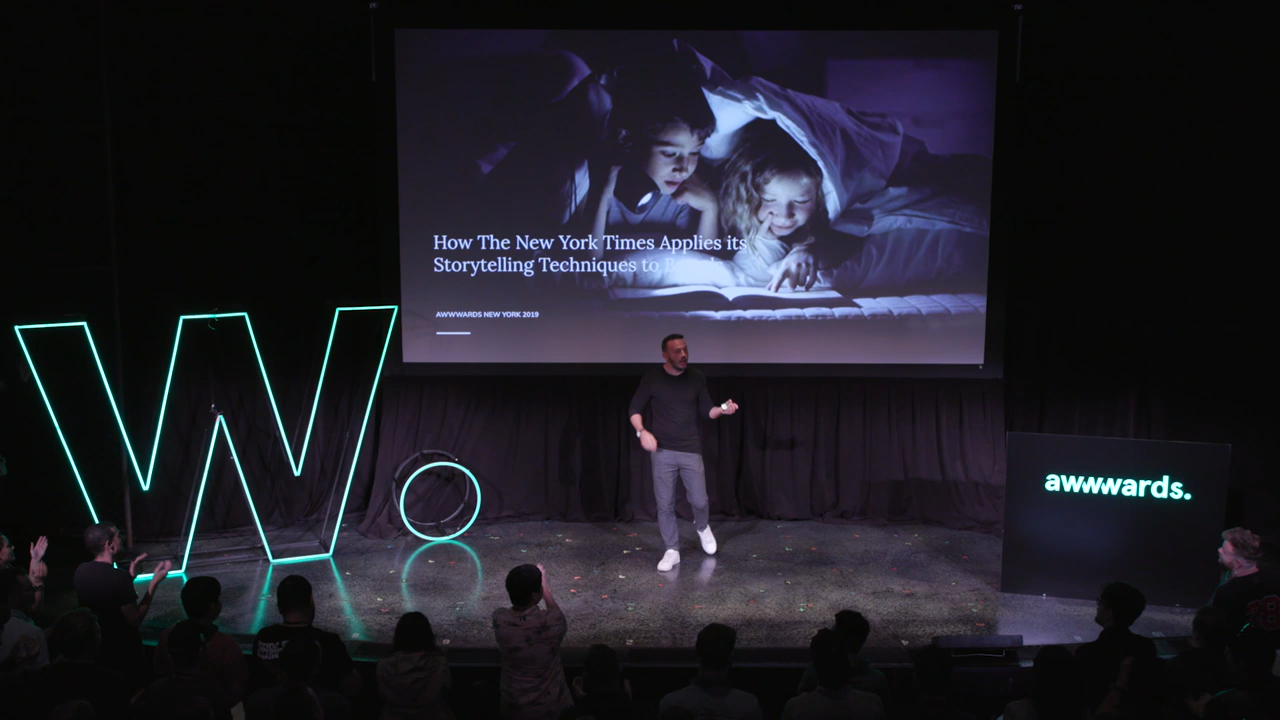 How The New York Times Applies its
Storytelling Techniques to
AWWWARDS NEW YORK 2019
W.
awwwards.